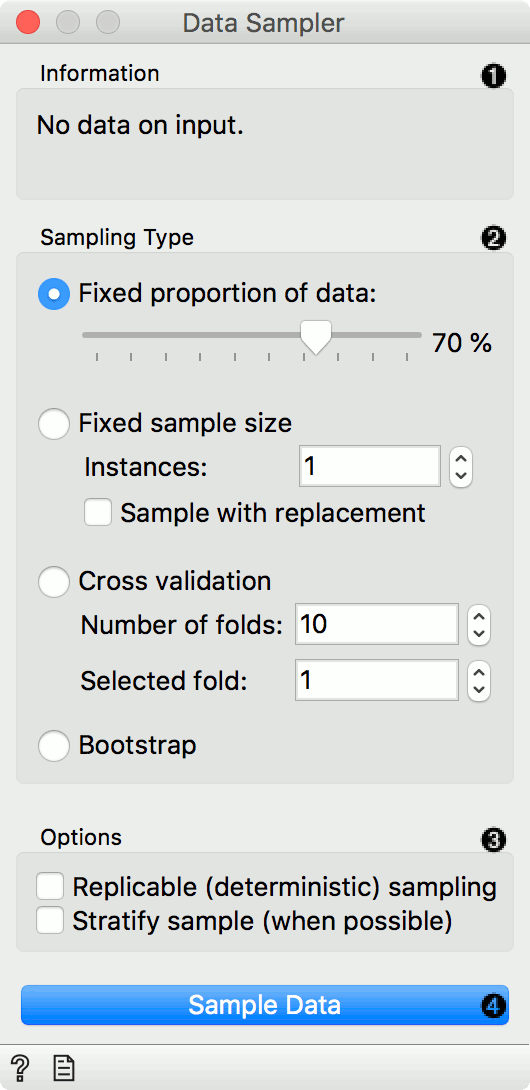 Data Sampler
Information ❶
No data on input.
Sampling Type ❷
Fixed proportion of data:
70 %
Fixed sample size
Instances: 1
Sample with replacement
Cross validation
Number of folds: 10
Selected fold: 1
Bootstrap
Options ❸
Replicable (deterministic) sampling
Stratify sample (when possible)
Sample Data ❹
?